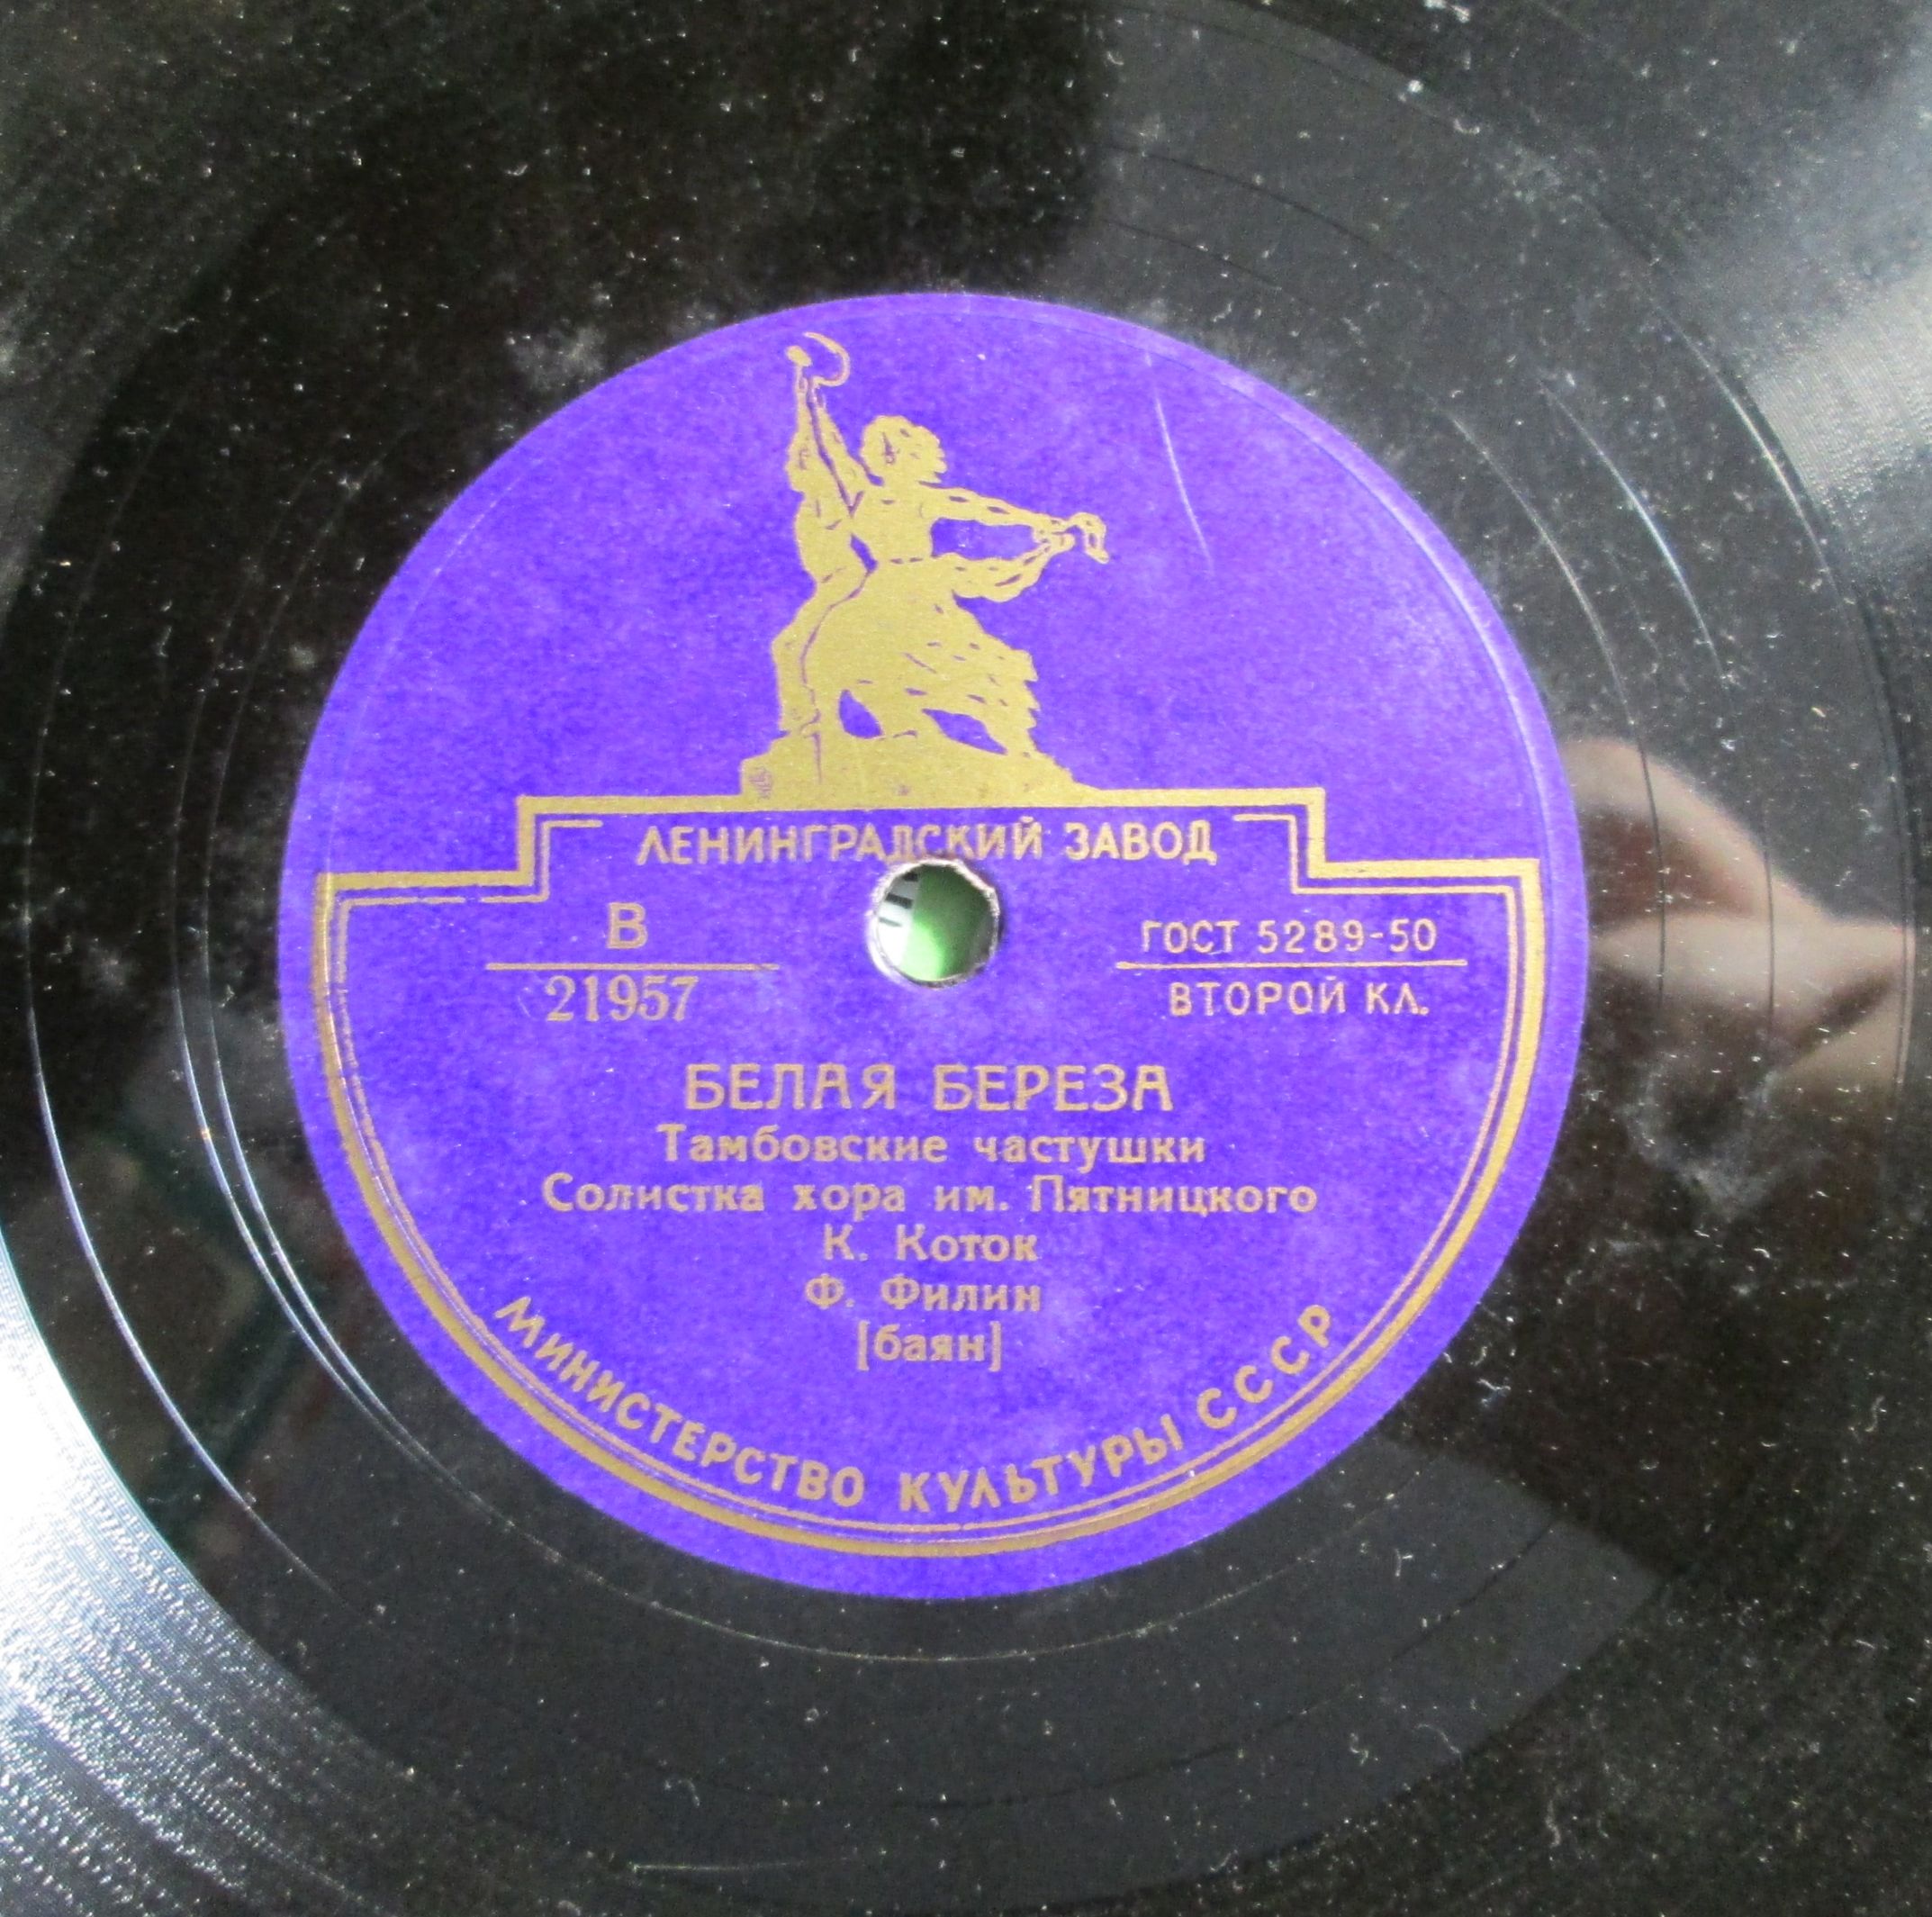 ЛЕНИНГРАДСКИЙ ЗАВОД
В
21957
ГОСТ 5289-50
ВТОРОЙ КЛ.
БЕЛАЯ БЕРЕЗА
Тамбовские частушки
Солистка хора им. Пятницкого
К. Коток
Ф. Филин
[баян]
МИНИСТЕРСТВО КУЛЬТУРЫ СССР